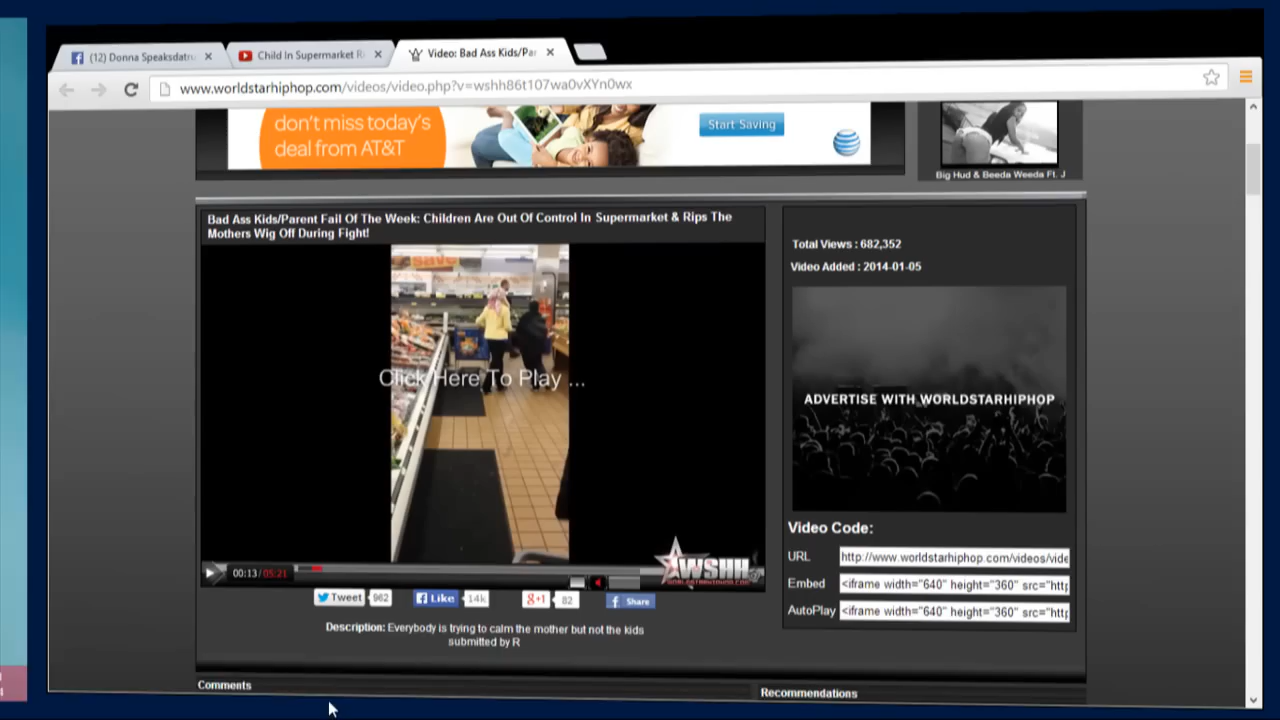 (12) Donna Speaksdatr
Child In Supermarket R
Video: Bad Ass Kids/Par
www.worldstarhiphop.com/videos/video.php?v=wshh86t107wa0vXYn0wx
don't miss today's
deal from AT&T
Start Saving
Big Hud & Beeda Weeda Ft. J
Bad Ass Kids/Parent Fail Of The Week: Children Are Out Of Control In Supermarket & Rips The
Mothers Wig Off During Fight!
Click Here To Play ...
WSHH
00:13/05:21
Tweet 962
Like 14k
+1 82
Share
Description: Everybody is trying to calm the mother but not the kids
submitted by R
Total Views : 682,352
Video Added : 2014-01-05
ADVERTISE WITH WORLDSTARHIPHOP
Video Code:
URL http://www.worldstarhiphop.com/videos/vide
Embed <iframe width="640" height="360" src="http
AutoPlay <iframe width="640" height="360" src="http
Comments
Recommendations